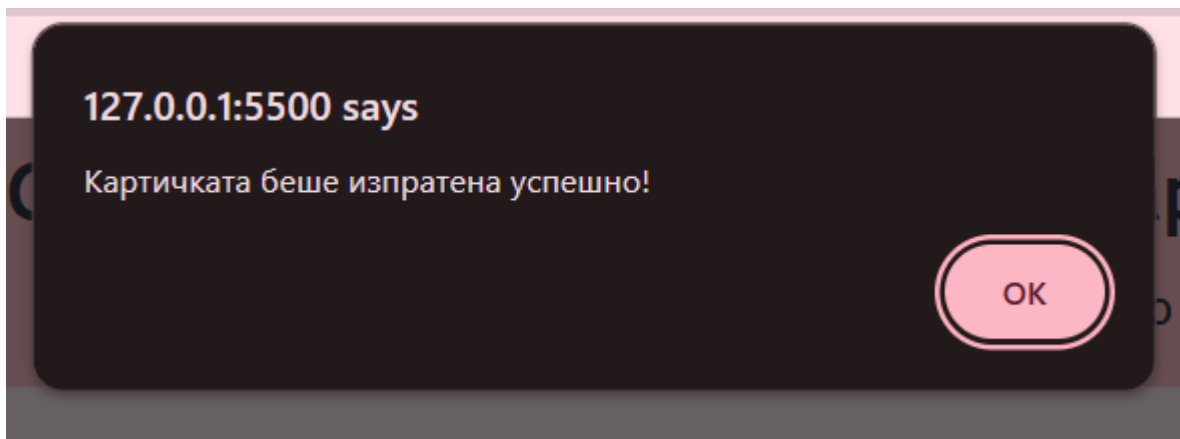 127.0.0.1:5500 says
Картичката беше изпратена успешно!
OK